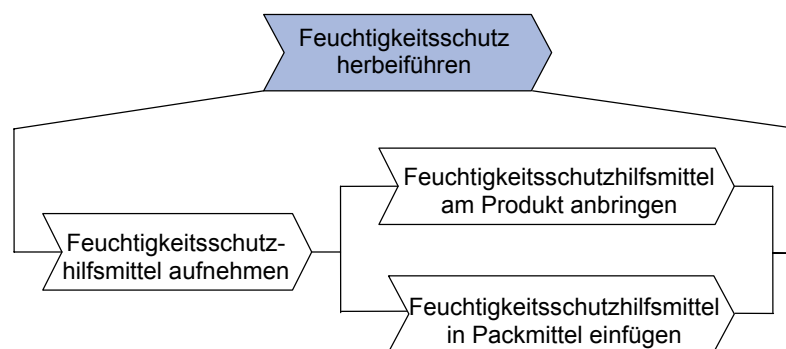 Feuchtigkeitsschutz
herbeiführen
Feuchtigkeitsschutzhilfsmittel
am Produkt anbringen
Feuchtigkeitsschutz-
hilfsmittel aufnehmen
Feuchtigkeitsschutzhilfsmittel
in Packmittel einfügen